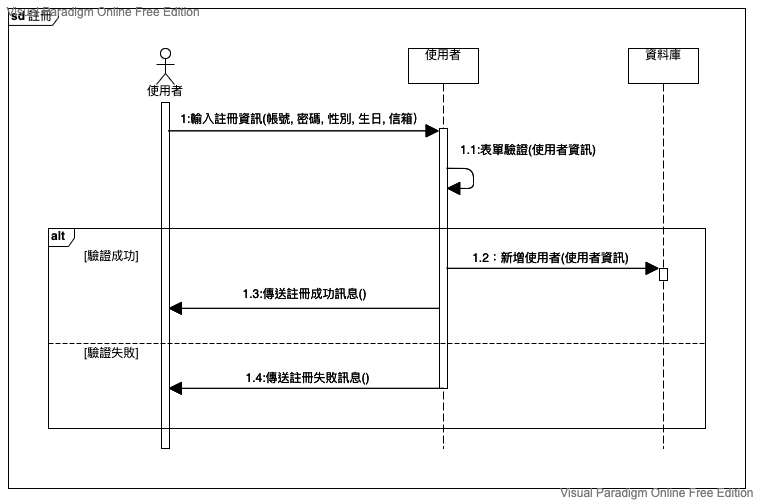 Visual Paradigm Online Free Edition
sd 註冊
使用者
使用者
資料庫
1:輸入註冊資訊(帳號, 密碼, 性別, 生日, 信箱)
1.1:表單驗證(使用者資訊)
alt
[驗證成功]
1.2：新增使用者(使用者資訊)
1.3:傳送註冊成功訊息()
[驗證失敗]
1.4:傳送註冊失敗訊息()
Visual Paradigm Online Free Edition